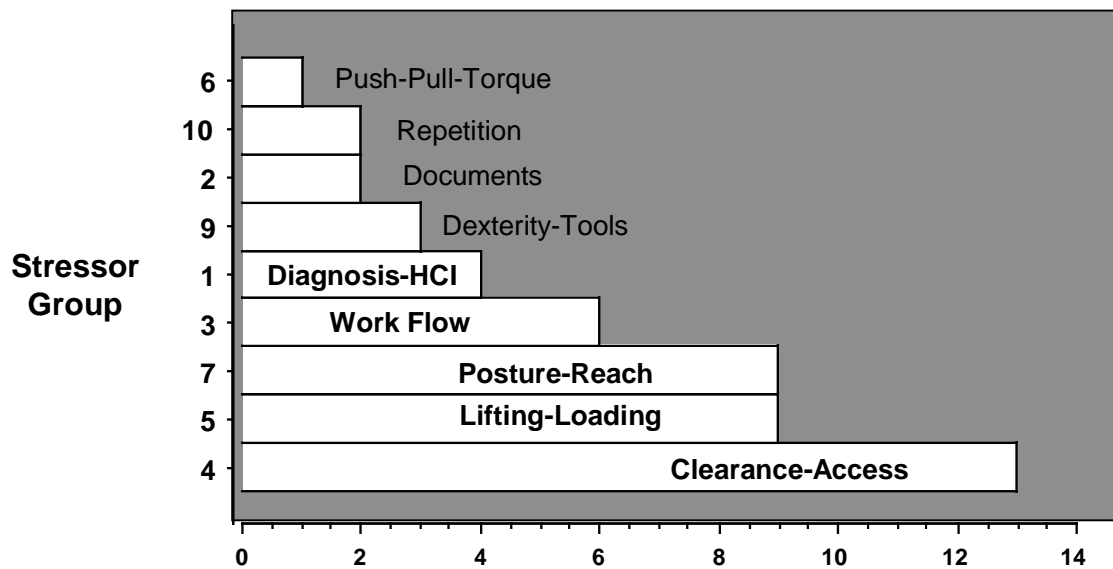 6 Push-Pull-Torque
10 Repetition
2 Documents
9 Dexterity-Tools
Stressor
Group
1 Diagnosis-HCI
3 Work Flow
7 Posture-Reach
5 Lifting-Loading
4 Clearance-Access
0 2 4 6 8 10 12 14